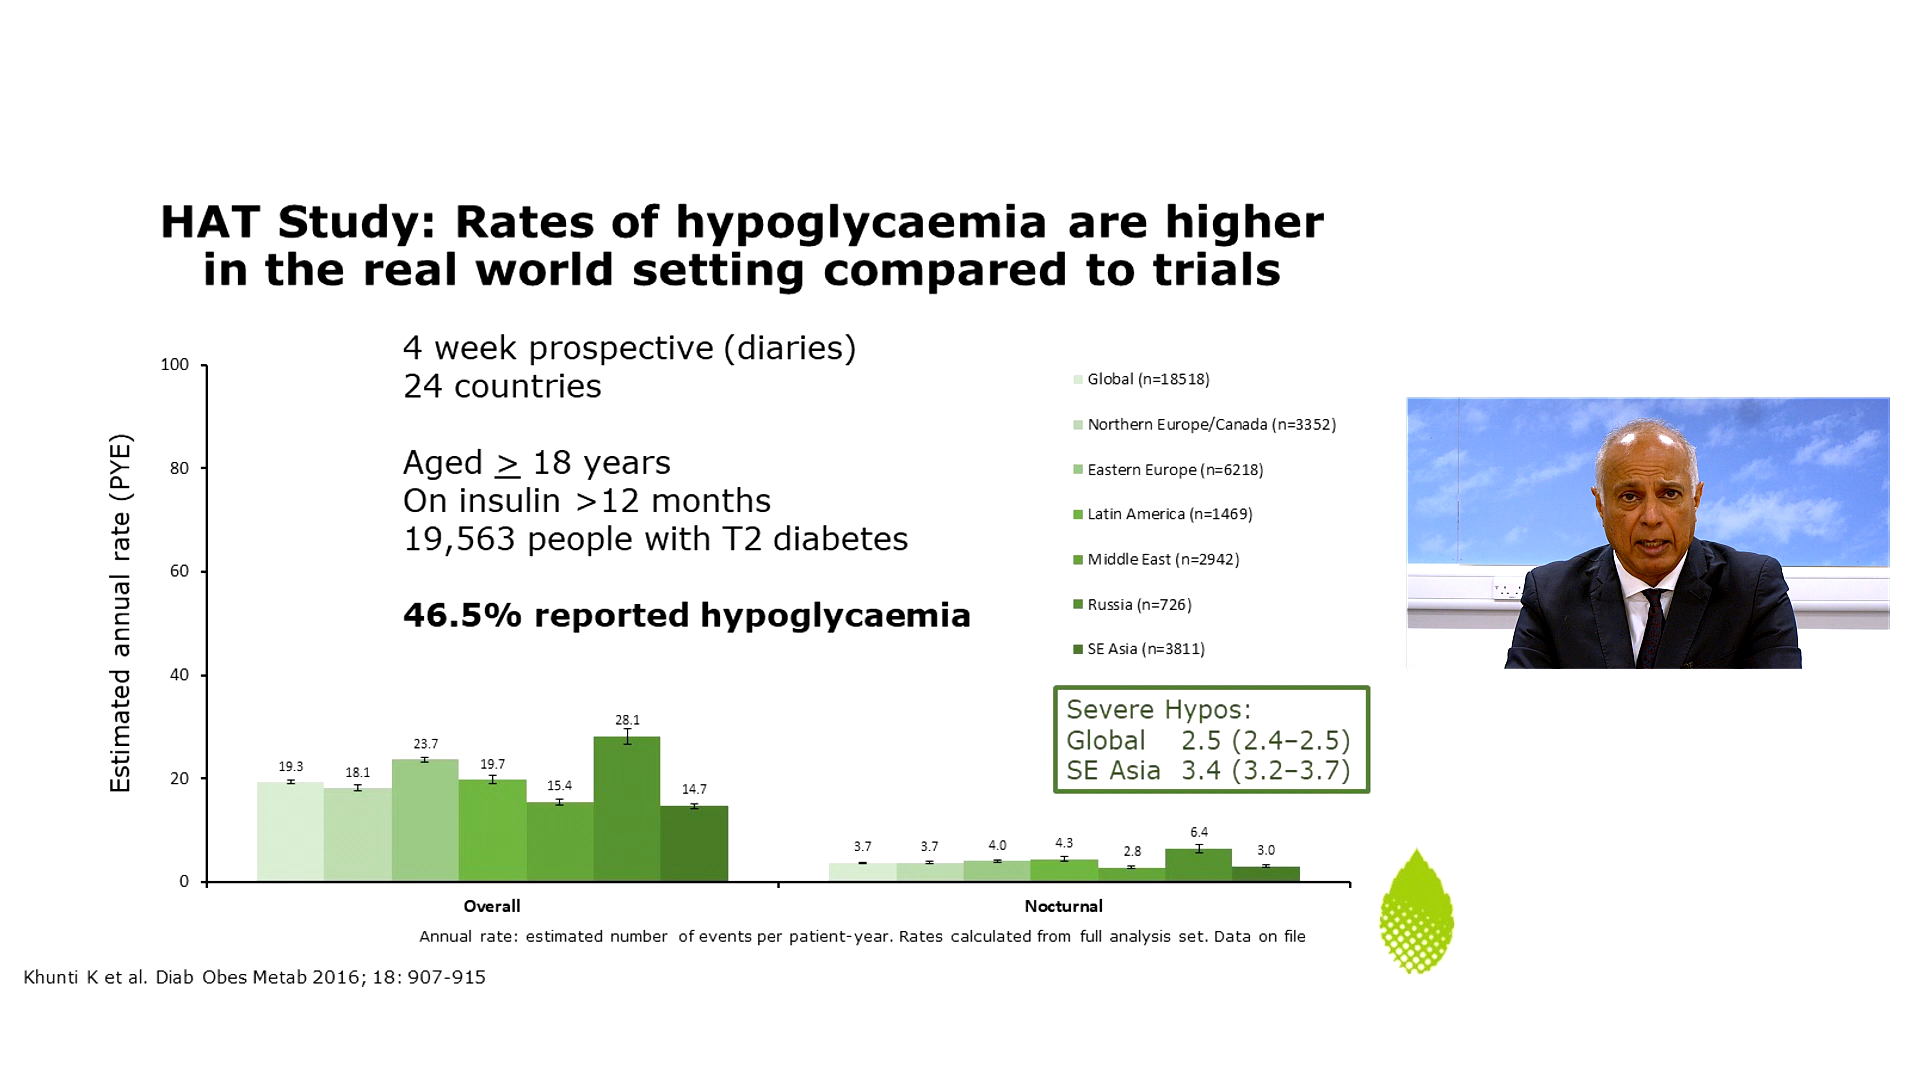 HAT Study: Rates of hypoglycaemia are higher
in the real world setting compared to trials
4 week prospective (diaries)
24 countries
Aged > 18 years
On insulin >12 months
19,563 people with T2 diabetes
46.5% reported hypoglycaemia
Estimated annual rate (PYE)
100
80
60
40
20
0
Global (n=18518)
Northern Europe/Canada (n=3352)
Eastern Europe (n=6218)
Latin America (n=1469)
Middle East (n=2942)
Russia (n=726)
SE Asia (n=3811)
Severe Hypos:
Global 2.5 (2.4–2.5)
SE Asia 3.4 (3.2–3.7)
19.3
18.1
23.7
19.7
15.4
28.1
14.7
3.7
3.7
4.0
4.3
2.8
6.4
3.0
Overall
Nocturnal
Annual rate: estimated number of events per patient-year. Rates calculated from full analysis set. Data on file
Khunti K et al. Diab Obes Metab 2016; 18: 907-915